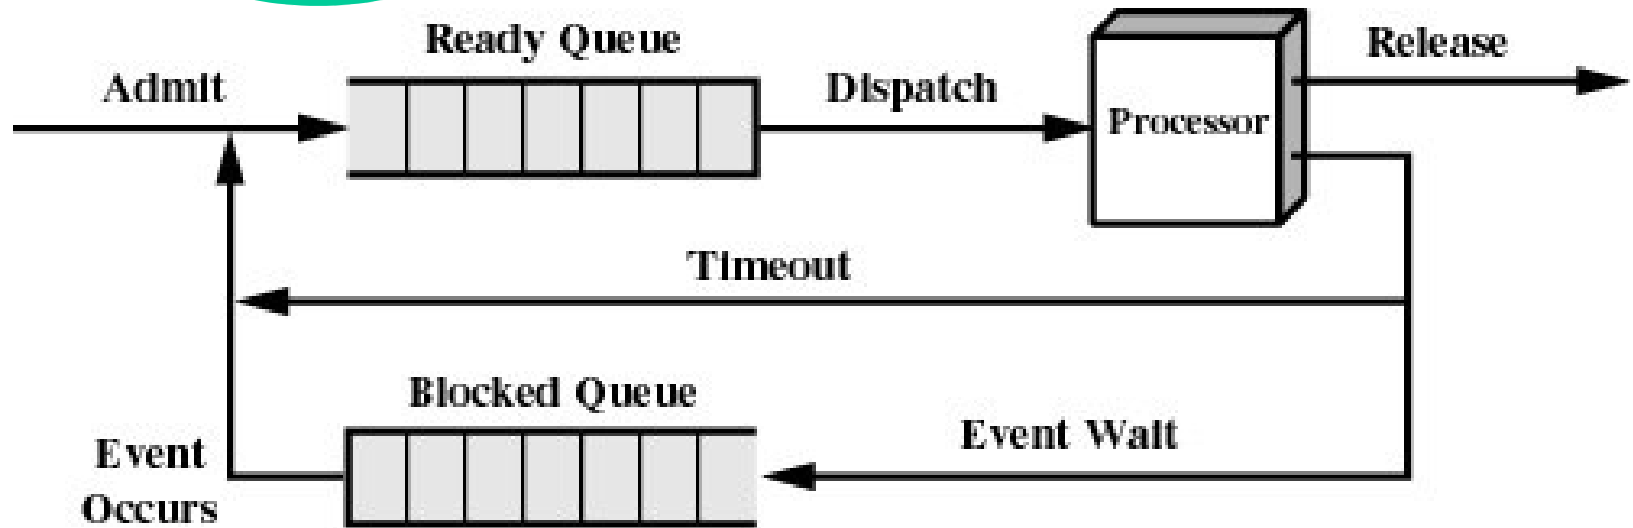 Ready Queue
Release
Admit
Dispatch
Processor
Timeout
Blocked Queue
Event Wait
Event
Occurs